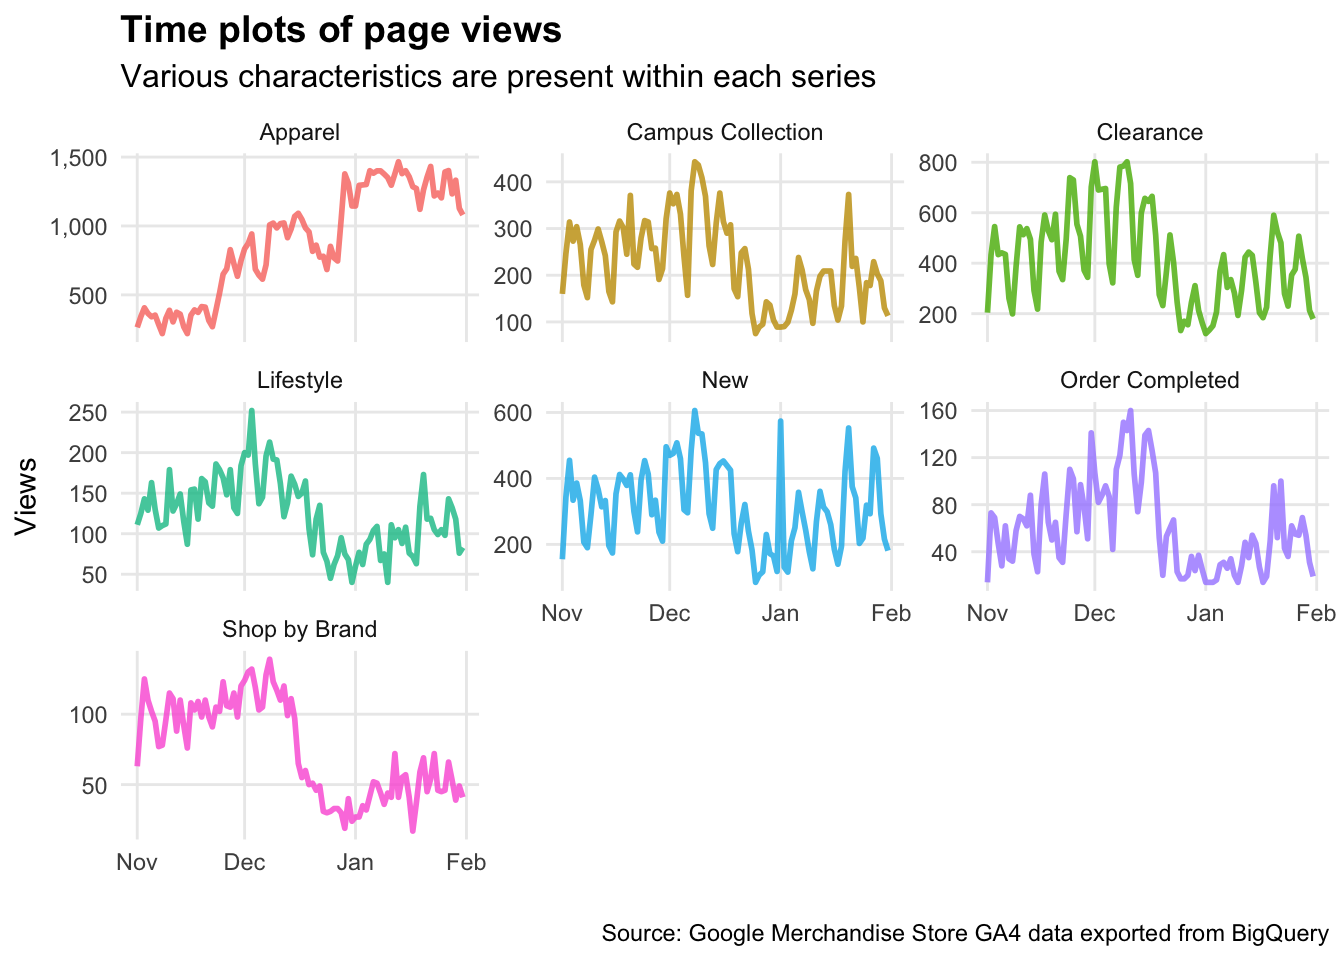 Time plots of page views
Various characteristics are present within each series
Apparel
Campus Collection
Clearance
1,500
1,000
500
400
300
200
100
800
600
400
200
Lifestyle
New
Order Completed
250
200
150
100
50
600
400
200
160
120
80
40
Views
Nov
Dec
Jan
Feb
Nov
Dec
Jan
Feb
Shop by Brand
100
50
Nov
Dec
Jan
Feb
Source: Google Merchandise Store GA4 data exported from BigQuery